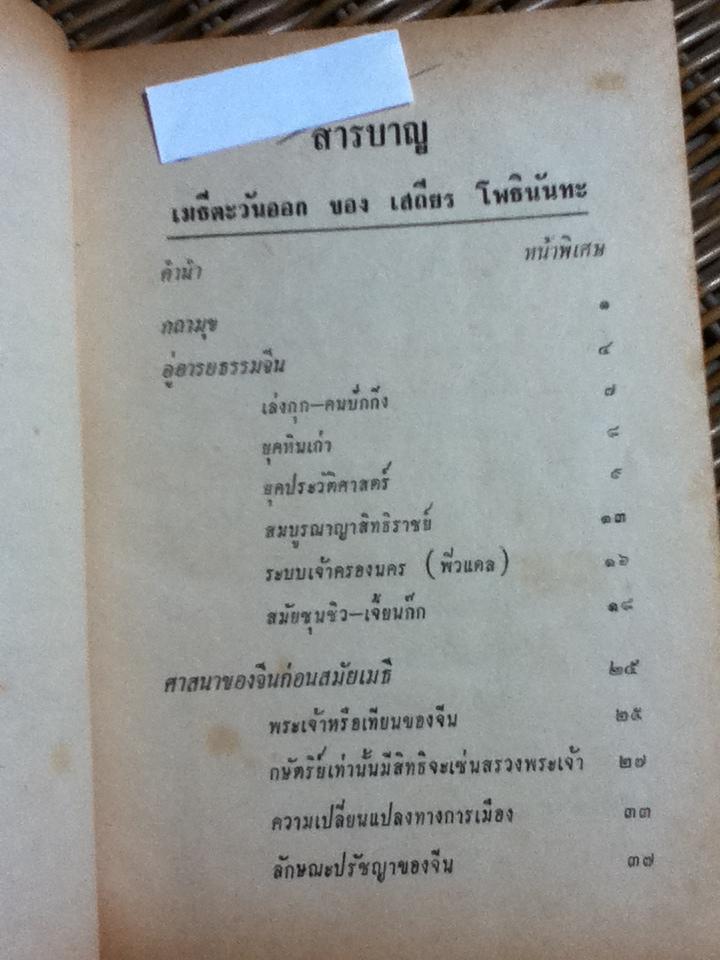 สารบาญ
เมธีตะวันออก ของ เสถียร โพธินันทะ
คำนำ หน้าพิเศษ
กถามุข ๑
อู่อารยธรรมจีน ๔
เล่งกุก—คนปักกิ่ง ๗
ยุคหินเก่า ๘
ยุคประวัติศาสตร์ ๙
สมบูรณาญาสิทธิราชย์ ๑๓
ระบบเจ้าครองนคร (พีวแดล) ๑๖
สมัยชุนชิว—เจี้ยนก๊ก ๑๘
ศาสนาของจีนก่อนสมัยเมธี ๒๕
พระเจ้าหรือเทียนของจีน ๒๕
กษัตริย์เท่านั้นมีสิทธิจะเซ่นสรวงพระเจ้า ๒๗
ความเปลี่ยนแปลงทางการเมือง ๓๓
ลักษณะปรัชญาของจีน ๓๗